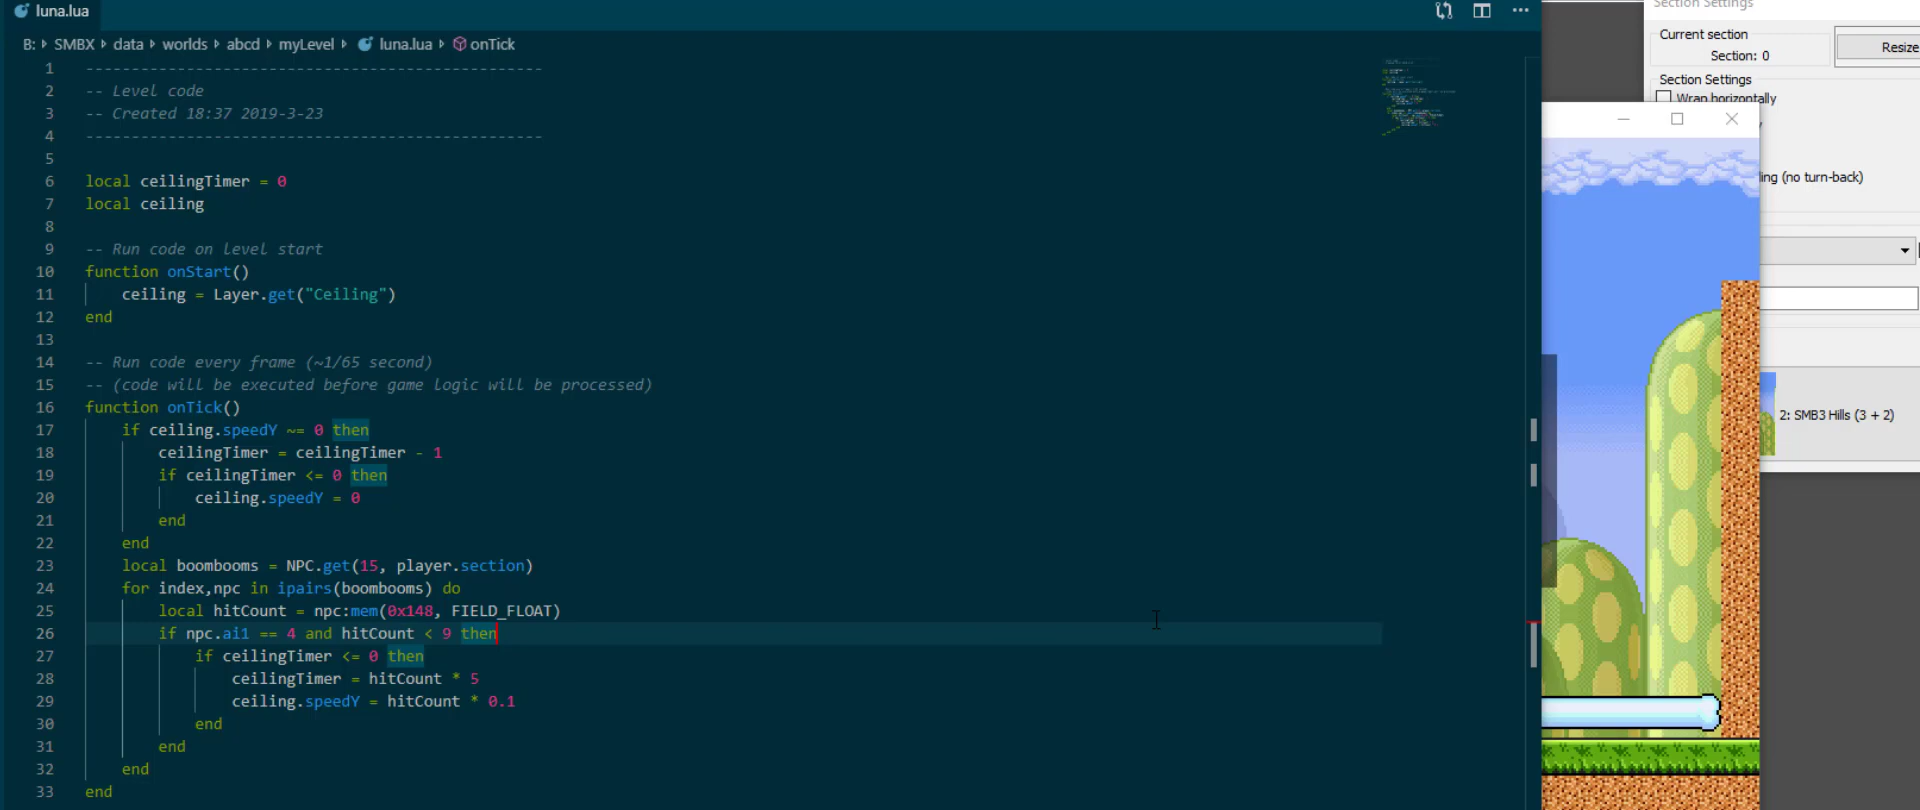 luna.lua
B: SMBX data worlds abcd myLevel luna.lua onTick
1 --------------------------------------------------
2 -- Level code
3 -- Created 18:37 2019-3-23
4 --------------------------------------------------
5
6 local ceilingTimer = 0
7 local ceiling
8
9 -- Run code on level start
10 function onStart()
11 ceiling = Layer.get("Ceiling")
12 end
13
14 -- Run code every frame (~1/65 second)
15 -- (code will be executed before game logic will be processed)
16 function onTick()
17 if ceiling.speedY ~= 0 then
18 ceilingTimer = ceilingTimer - 1
19 if ceilingTimer <= 0 then
20 ceiling.speedY = 0
21 end
22 end
23 local boombooms = NPC.get(15, player.section)
24 for index,npc in ipairs(boombooms) do
25 local hitCount = npc:mem(0x148, FIELD_FLOAT)
26 if npc.ai1 == 4 and hitCount < 9 then
27 if ceilingTimer <= 0 then
28 ceilingTimer = hitCount * 5
29 ceiling.speedY = hitCount * 0.1
30 end
31 end
32 end
33 end
Section Settings
Current section
Section: 0
Resize
Section Settings
Wrap horizontally
ling (no turn-back)
2: SMB3 Hills (3 + 2)